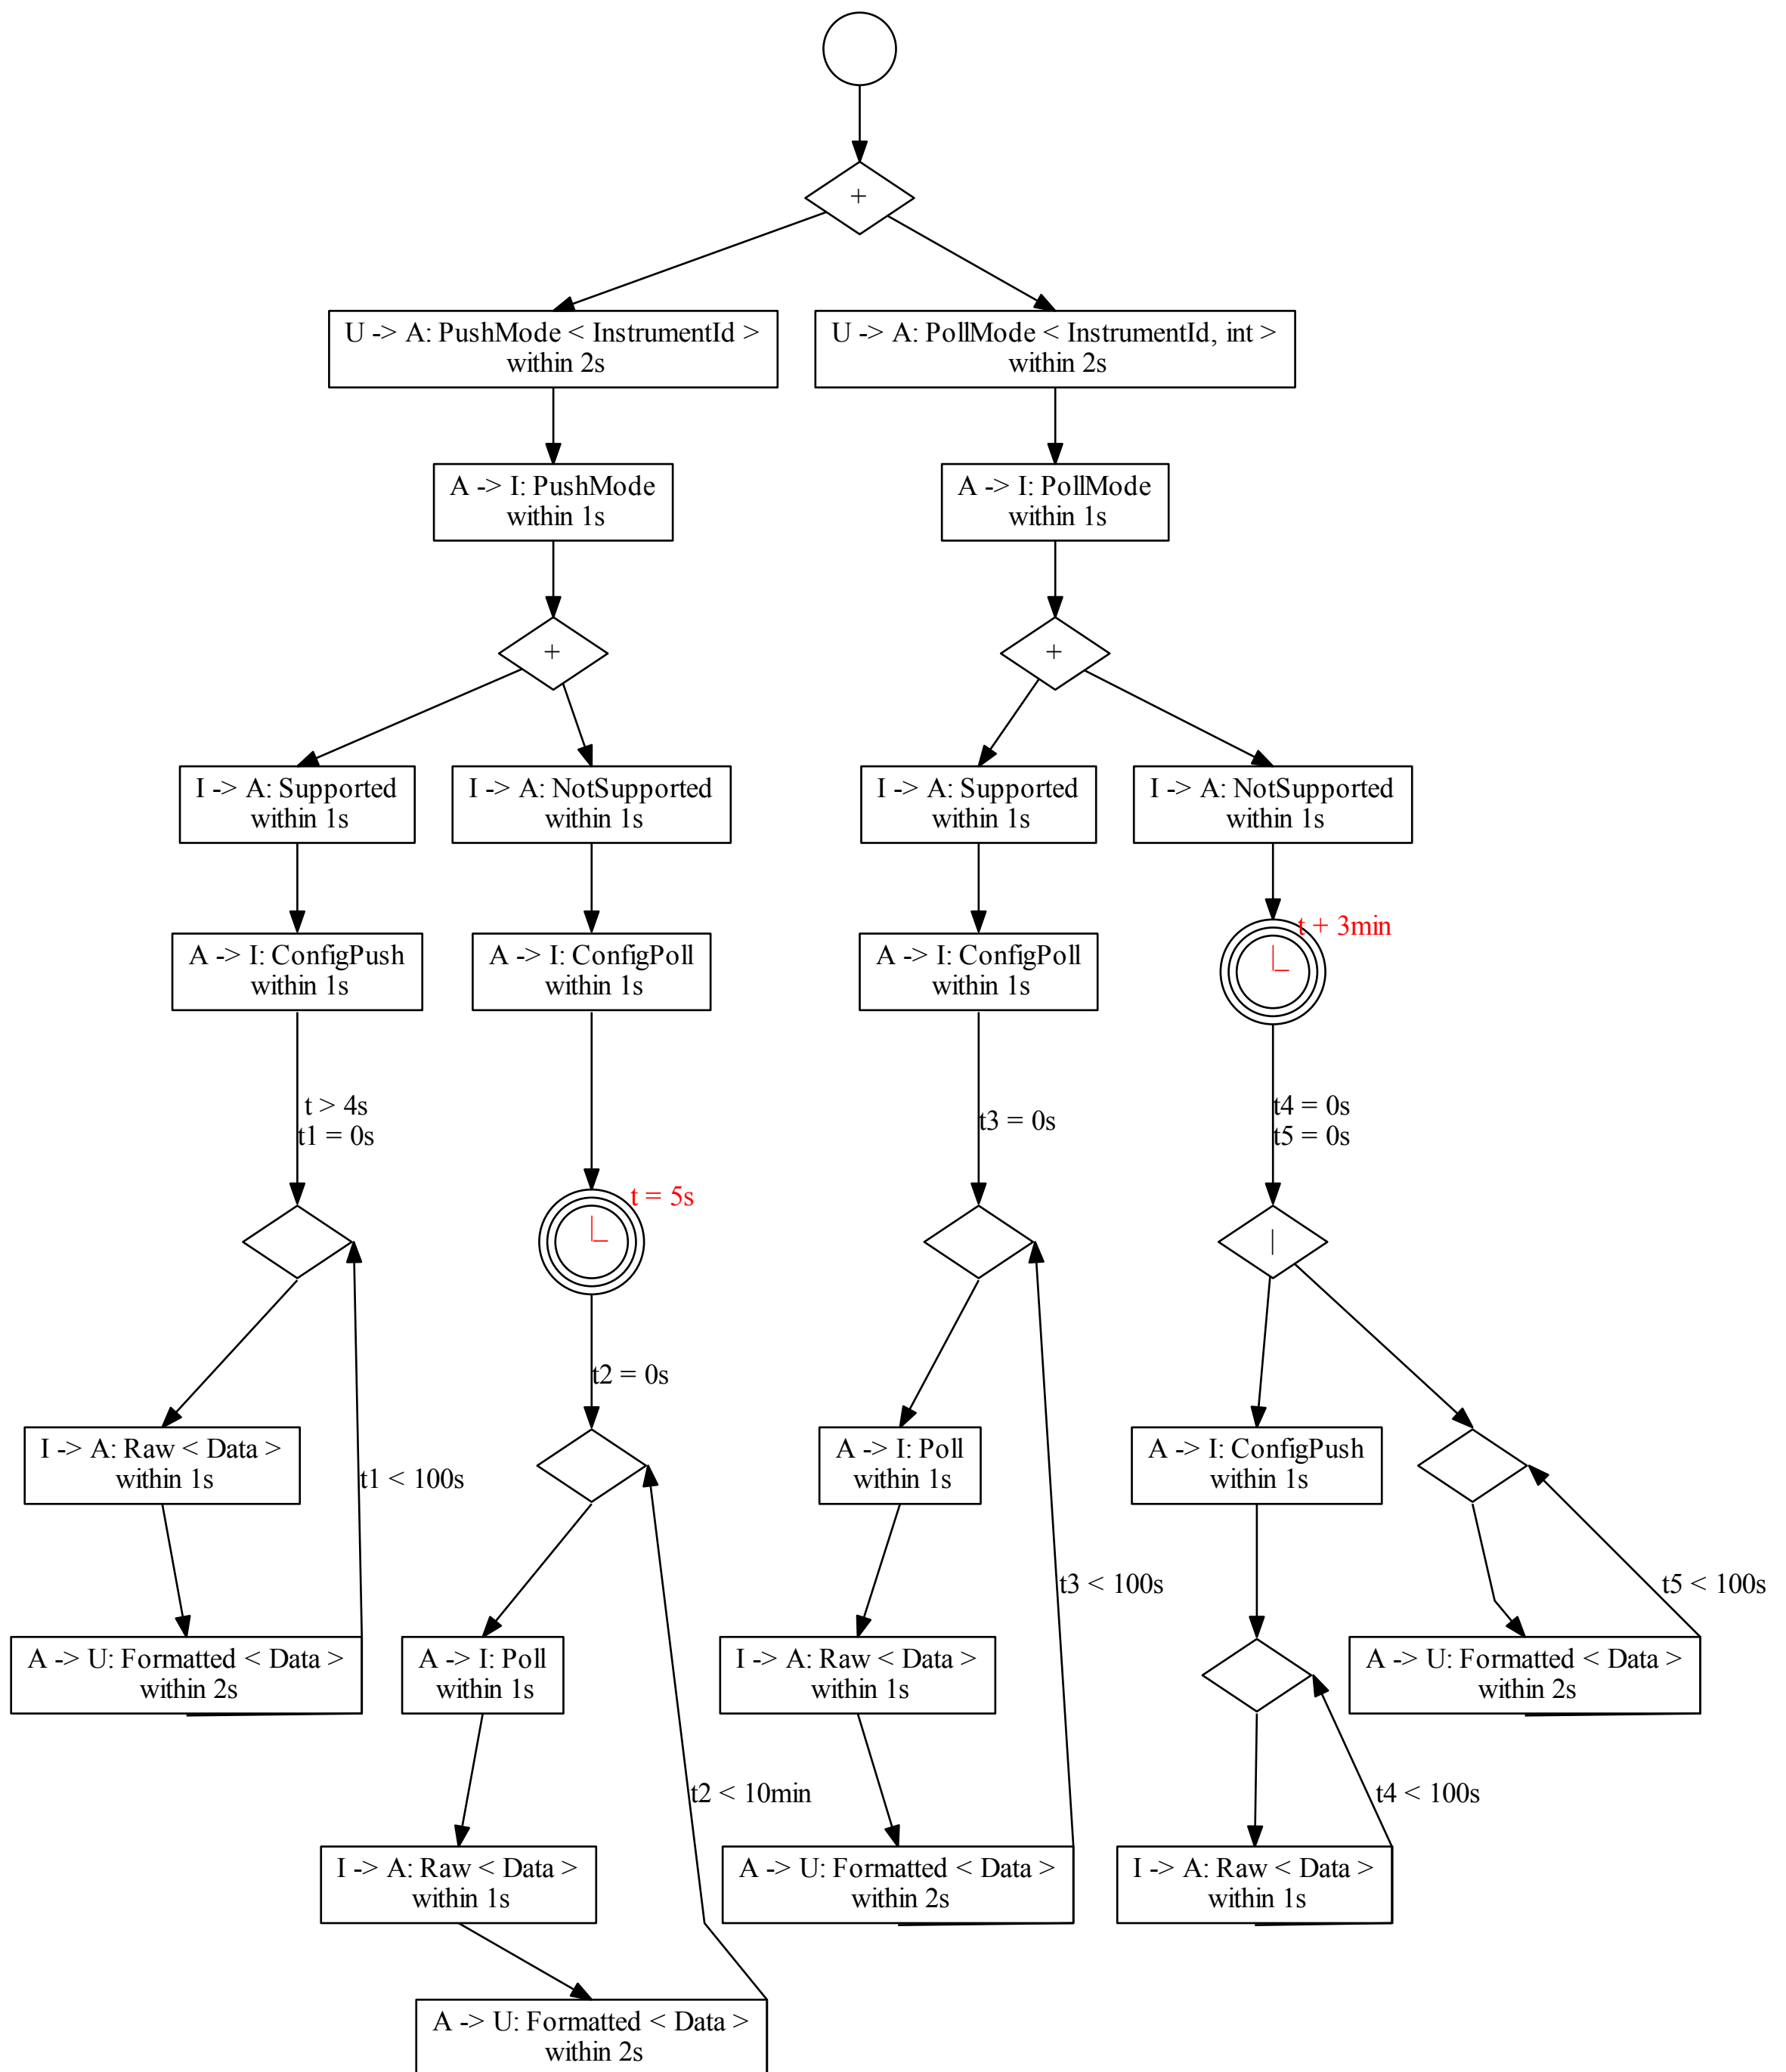 +
U -> A: PushMode < InstrumentId >
within 2s
U -> A: PollMode < InstrumentId, int >
within 2s
A -> I: PushMode
within 1s
A -> I: PollMode
within 1s
+
+
I -> A: Supported
within 1s
I -> A: NotSupported
within 1s
I -> A: Supported
within 1s
I -> A: NotSupported
within 1s
A -> I: ConfigPush
within 1s
A -> I: ConfigPoll
within 1s
A -> I: ConfigPoll
within 1s
t + 3min
t > 4s
t1 = 0s
t3 = 0s
t4 = 0s
t5 = 0s
t = 5s
|
t2 = 0s
I -> A: Raw < Data >
within 1s
t1 < 100s
A -> I: Poll
within 1s
A -> I: ConfigPush
within 1s
t3 < 100s
t5 < 100s
A -> U: Formatted < Data >
within 2s
A -> I: Poll
within 1s
I -> A: Raw < Data >
within 1s
A -> U: Formatted < Data >
within 2s
t2 < 10min
t4 < 100s
I -> A: Raw < Data >
within 1s
A -> U: Formatted < Data >
within 2s
I -> A: Raw < Data >
within 1s
A -> U: Formatted < Data >
within 2s